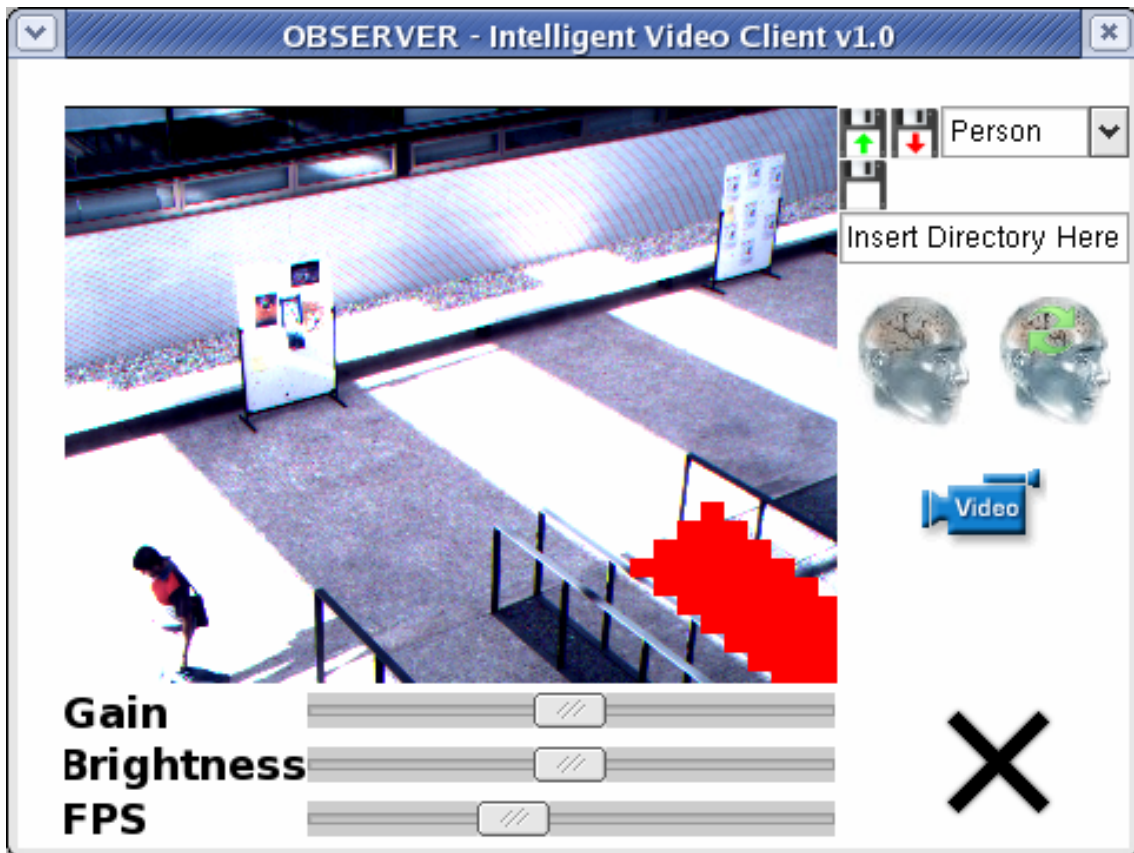 OBSERVER - Intelligent Video Client v1.0
Person
Insert Directory Here
Video
Gain
Brightness
FPS